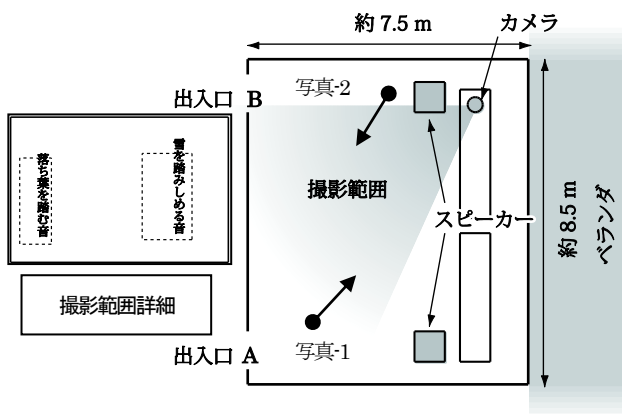 約 7.5 m
カメラ
出入口 B
写真-2
雪を踏みしめる音
落ち葉を踏む音
撮影範囲
スピーカー
約 8.5 m
ベランダ
撮影範囲詳細
出入口 A
写真-1